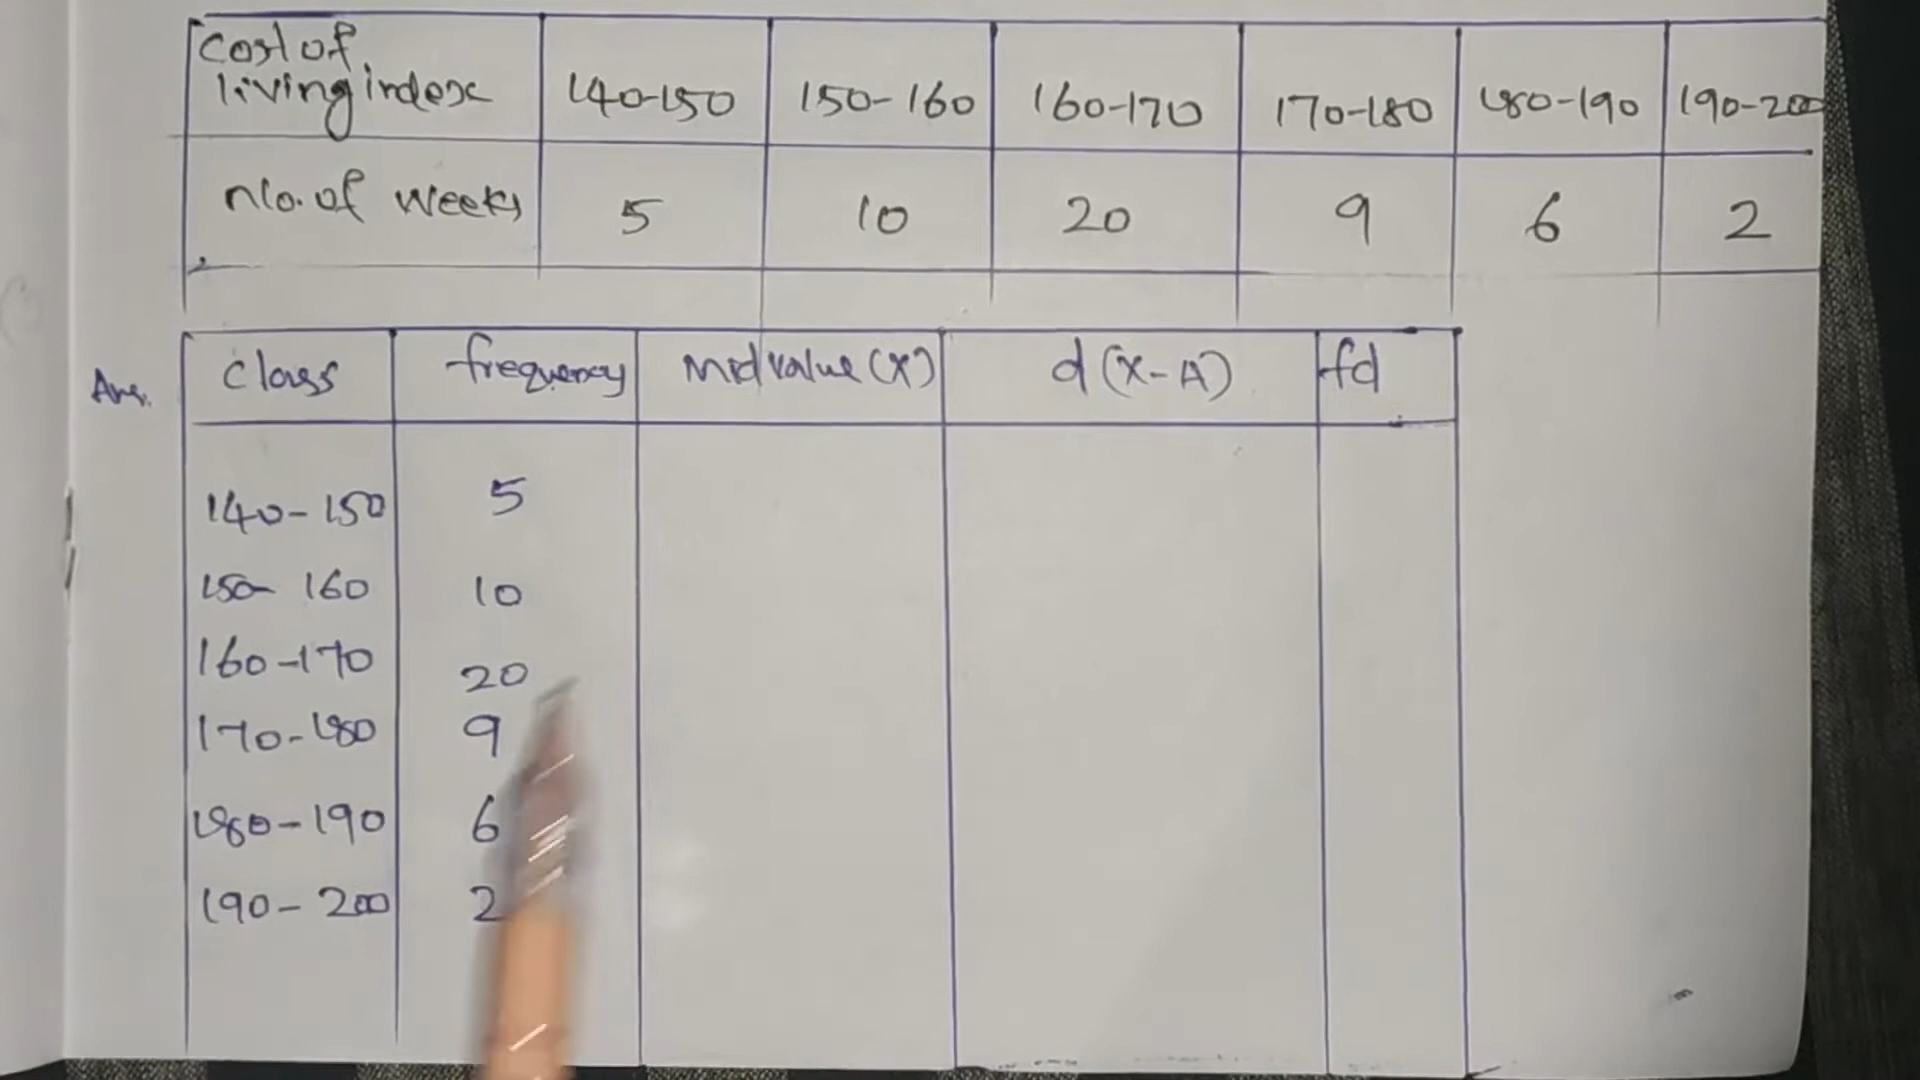 Cost of
living index 140-150 150-160 160-170 170-180 180-190 190-200
No. of weeks 5 10 20 9 6 2
Ans. class frequency Mid value (X) d (X-A) fd
140-150 5
150-160 10
160-170 20
170-180 9
180-190 6
190-200 2